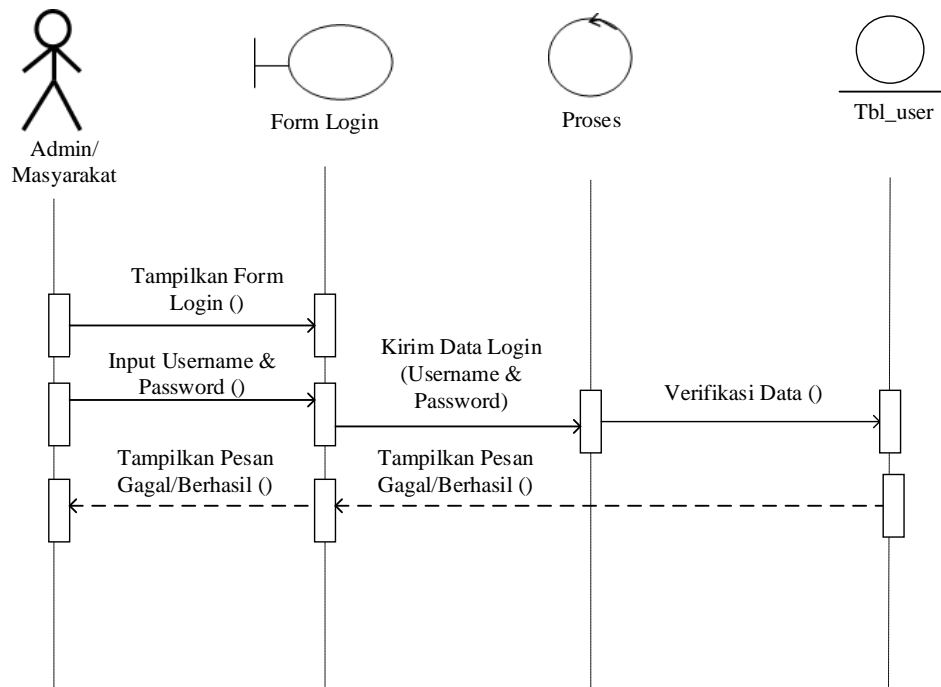 Admin/
Masyarakat
Form Login
Proses
Tbl_user
Tampilkan Form
Login ()
Input Username &
Password ()
Kirim Data Login
(Username &
Password)
Verifikasi Data ()
Tampilkan Pesan
Gagal/Berhasil ()
Tampilkan Pesan
Gagal/Berhasil ()